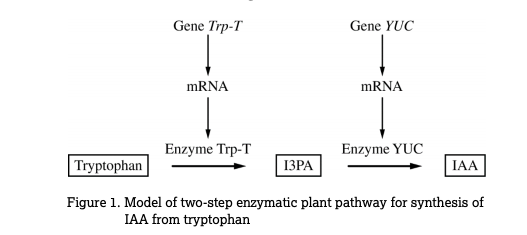 Gene Trp-T Gene YUC
mRNA mRNA
Enzyme Trp-T Enzyme YUC
Tryptophan I3PA IAA
Figure 1. Model of two-step enzymatic plant pathway for synthesis of
IAA from tryptophan